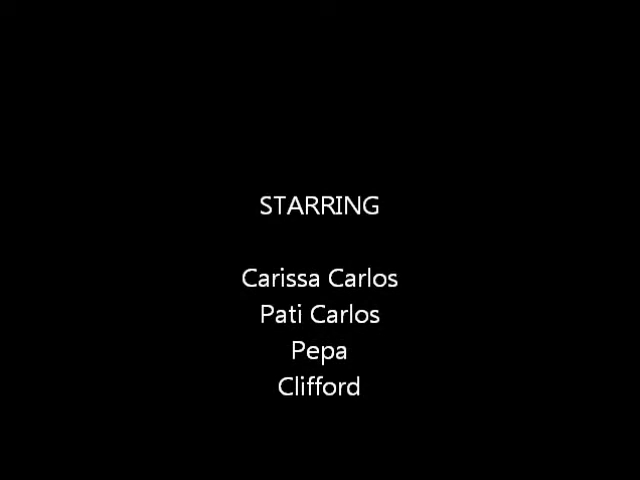 STARRING
Carissa Carlos
Pati Carlos
Pepa
Clifford